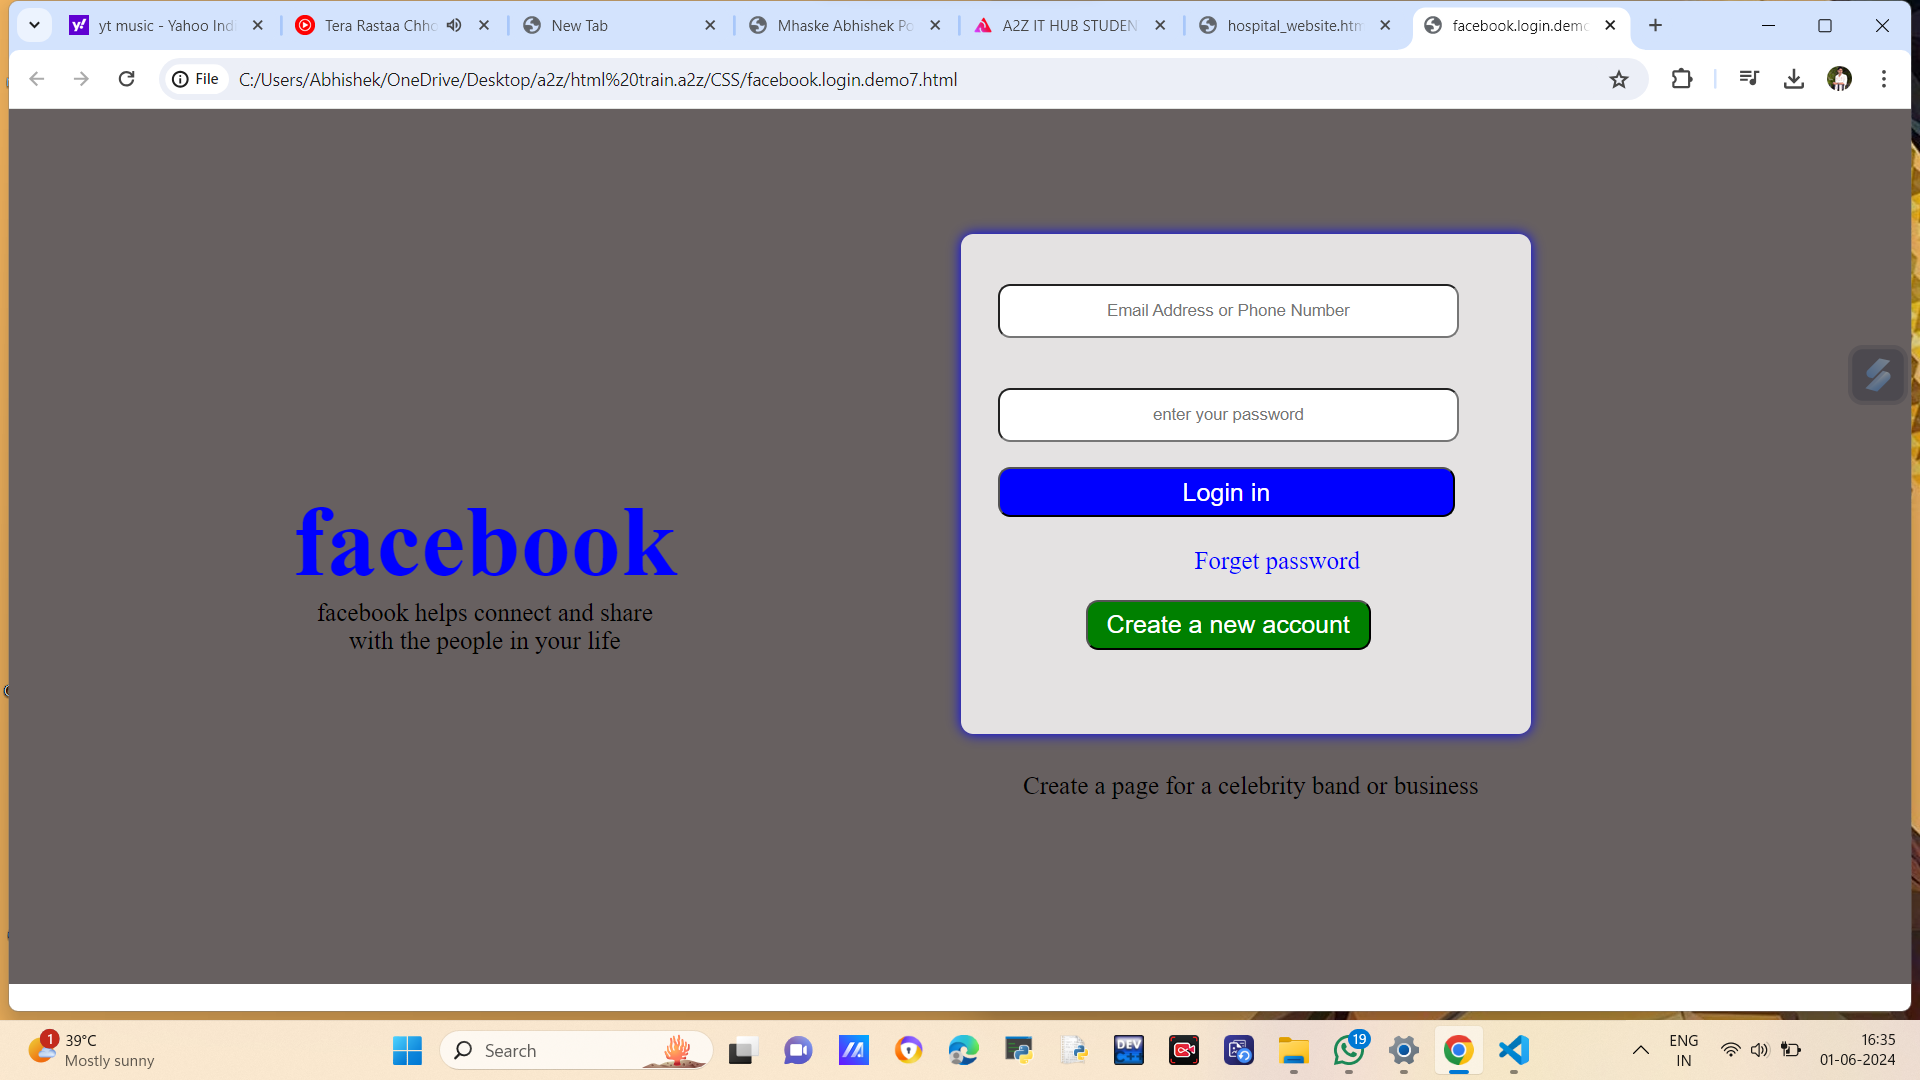 yt music - Yahoo Indi
Tera Rastaa Chho
New Tab
Mhaske Abhishek Po
A2Z IT HUB STUDEN
hospital_website.htm
facebook.login.demo
File
C:/Users/Abhishek/OneDrive/Desktop/a2z/html%20train.a2z/CSS/facebook.login.demo7.html
Email Address or Phone Number
enter your password
Login in
Forget password
Create a new account
facebook
facebook helps connect and share
with the people in your life
Create a page for a celebrity band or business
1
39°C
Mostly sunny
Search
DEV
19
ENG
IN
16:35
01-06-2024